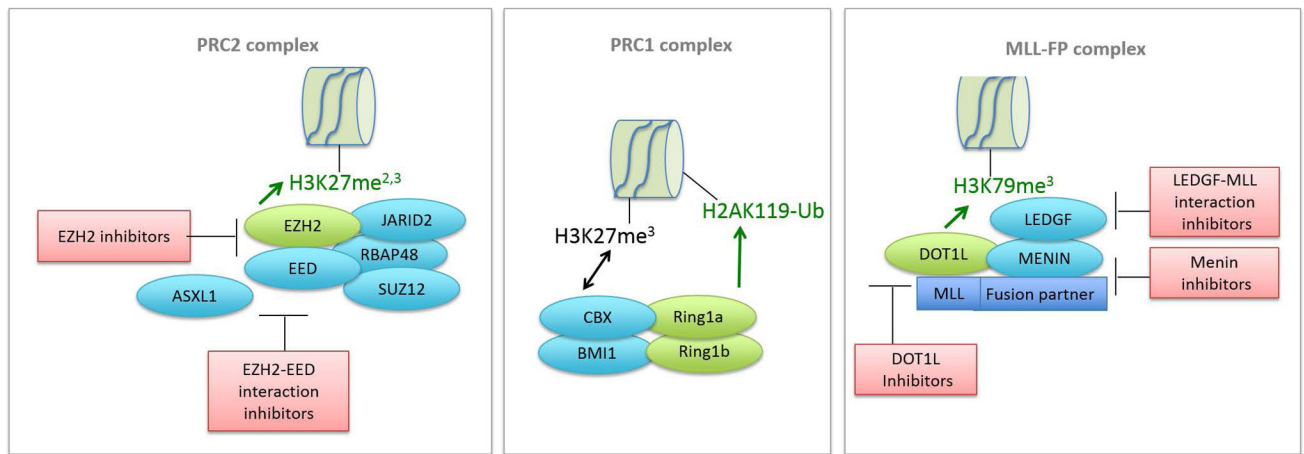 PRC2 complex
H3K27me2,3
EZH2
JARID2
EZH2 inhibitors
RBAP48
EED
SUZ12
ASXL1
EZH2-EED
interaction
inhibitors
PRC1 complex
H2AK119-Ub
H3K27me3
CBX
Ring1a
BMI1
Ring1b
MLL-FP complex
H3K79me3
LEDGF-MLL
interaction
inhibitors
LEDGF
DOT1L
MENIN
Menin
inhibitors
MLL
Fusion partner
DOT1L
Inhibitors